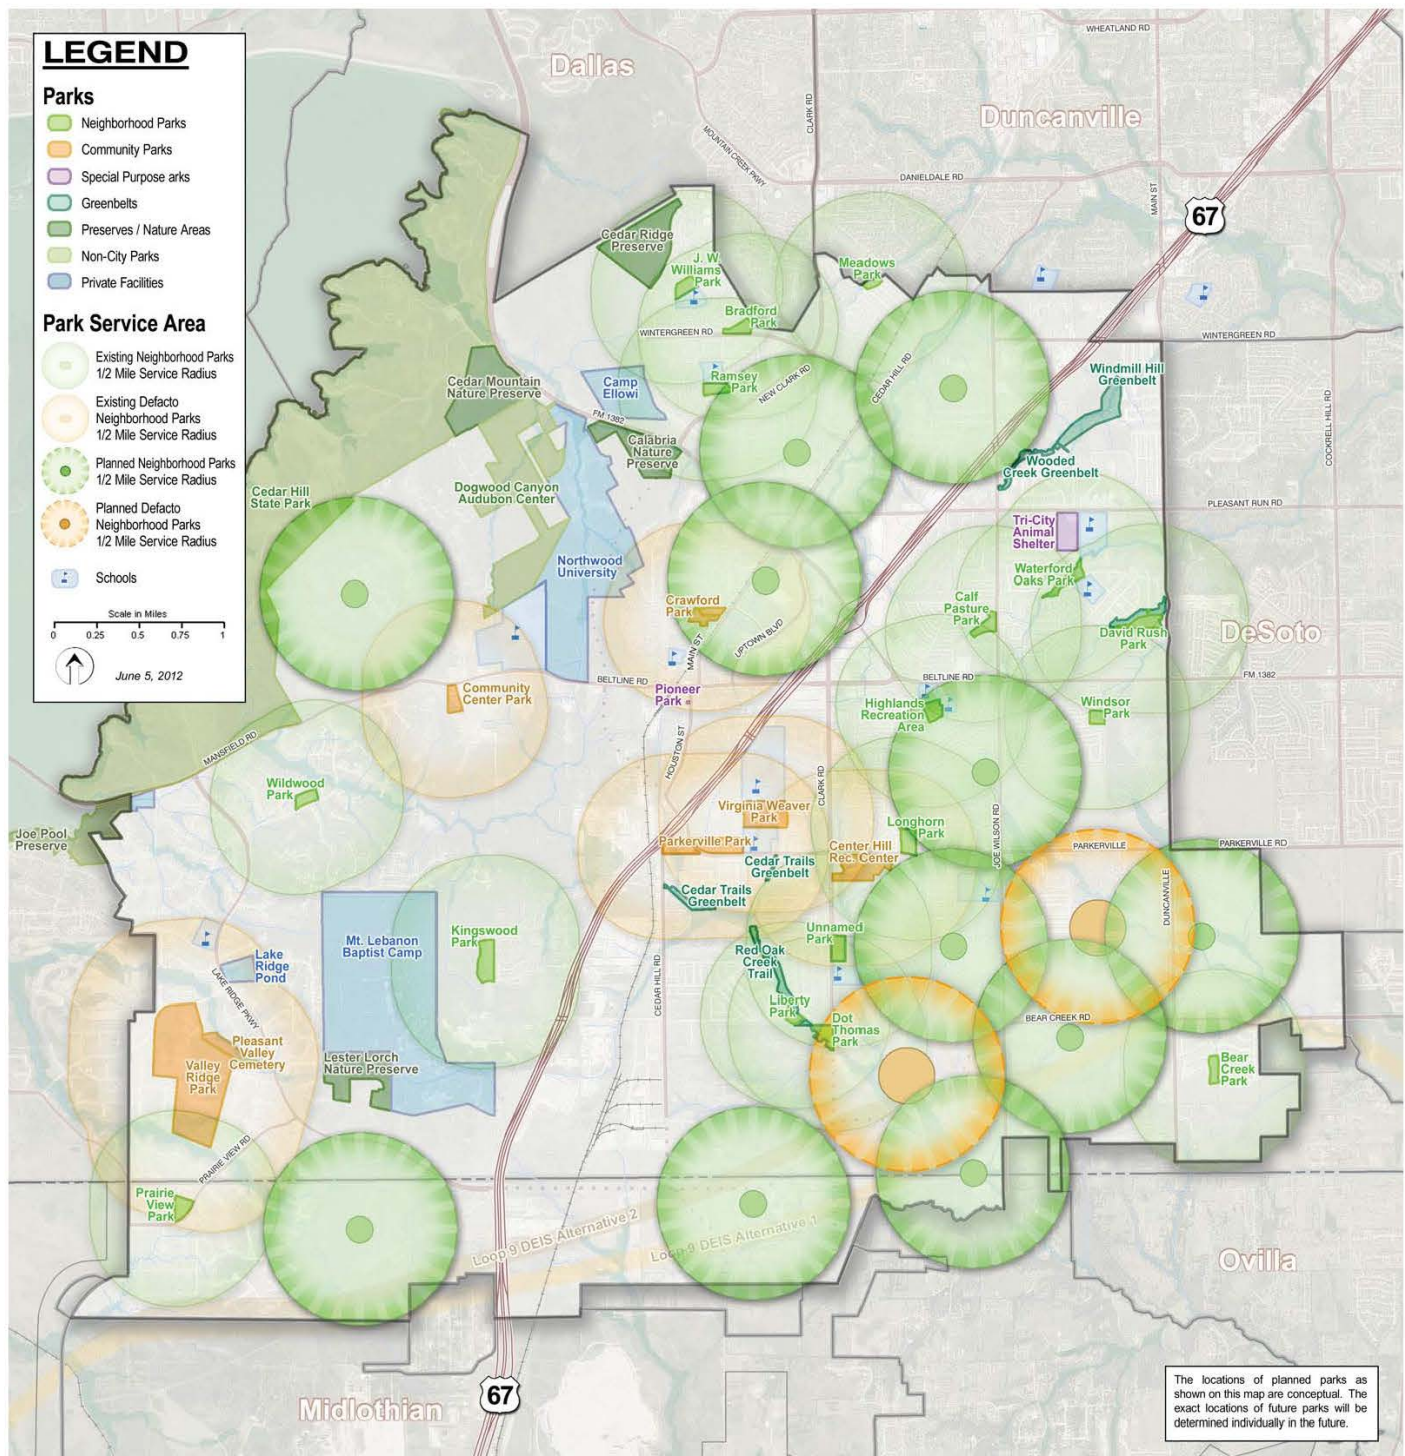 LEGEND
Parks
Neighborhood Parks
Community Parks
Special Purpose arks
Greenbelts
Preserves / Nature Areas
Non-City Parks
Private Facilities
Park Service Area
Existing Neighborhood Parks
1/2 Mile Service Radius
Existing Defacto
Neighborhood Parks
1/2 Mile Service Radius
Planned Neighborhood Parks
1/2 Mile Service Radius
Planned Defacto
Neighborhood Parks
1/2 Mile Service Radius
Schools
Scale in Miles
0 0.25 0.5 0.75 1
June 5, 2012
Dallas
Duncanville
WHEATLAND RD
CLARK RD
MOUNTAIN CREEK PKWY
DANIELDALE RD
MAIN ST
67
Cedar Ridge
Preserve
J. W.
Williams
Park
Meadows
Park
Bradford
Park
WINTERGREEN RD
WINTERGREEN RD
Cedar Mountain
Nature Preserve
Camp
Ellowi
Ramsey
Park
NEW CLARK RD
CEDAR HILL RD
Windmill Hill
Greenbelt
COCKRELL HILL RD
FM 1382
Calabria
Nature
Preserve
Wooded
Creek Greenbelt
Cedar Hill
State Park
Dogwood Canyon
Audubon Center
PLEASANT RUN RD
Tri-City
Animal
Shelter
Northwood
University
Waterford
Oaks Park
Crawford
Park
Calf
Pasture
Park
David Rush
Park
DeSoto
MAIN ST
UPTOWN BLVD
BELTLINE RD
BELTLINE RD
FM 1382
Community
Center Park
Pioneer
Park
Highlands
Recreation
Area
Windsor
Park
MANSFIELD RD
HOUSTON ST
Wildwood
Park
CLARK RD
Virginia Weaver
Park
Longhorn
Park
JOE WILSON RD
Joe Pool
Preserve
Parkerville Park
Center Hill
Rec. Center
PARKERVILLE
PARKERVILLE RD
Cedar Trails
Greenbelt
Cedar Trails
Greenbelt
DUNCANVILLE
Kingswood
Park
Mt. Lebanon
Baptist Camp
Unnamed
Park
Red Oak
Creek
Trail
Lake
Ridge
Pond
LAKE RIDGE PKWY
CEDAR HILL RD
Liberty
Park
Dot
Thomas
Park
BEAR CREEK RD
Pleasant
Valley
Cemetery
Valley
Ridge
Park
Lester Lorch
Nature Preserve
Bear
Creek
Park
PRAIRIE VIEW RD
Prairie
View
Park
Loop 9 DEIS Alternative 2
Loop 9 DEIS Alternative 1
Ovilla
67
Midlothian
The locations of planned parks as
shown on this map are conceptual. The
exact locations of future parks will be
determined individually in the future.